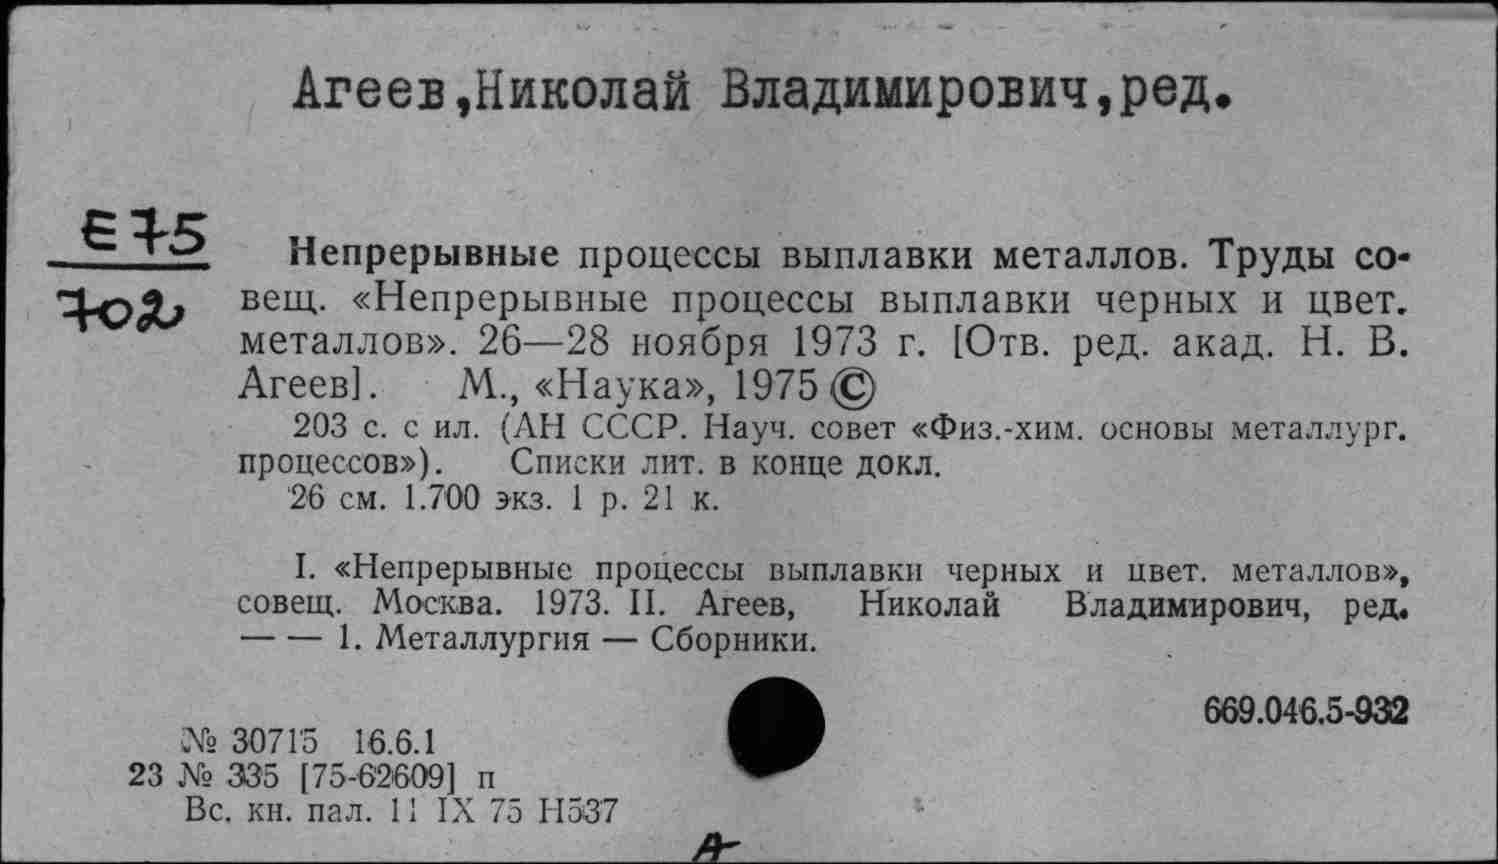 Агеев,Николай Владимирович,ред.
Е75
702
Непрерывные процессы выплавки металлов. Труды со-
вещ. «Непрерывные процессы выплавки черных и цвет.
металлов». 26—28 ноября 1973 г. [Отв. ред. акад. Н. В.
Агеев]. М., «Наука», 1975 ©
203 с. с ил. (АН СССР. Науч. совет «Физ.-хим. основы металлург.
процессов»). Списки лит. в конце докл.
26 см. 1.700 экз. 1 р. 21 к.
I. «Непрерывные процессы выплавки черных и цвет. металлов»,
совещ. Москва. 1973. II. Агеев, Николай Владимирович, ред.
— — 1. Металлургия — Сборники.
669.046.5-932
№ 30715 16.6.1
23 № 335 [75-62609] п
Вс. кн. пал. 11 IX 75 Н537